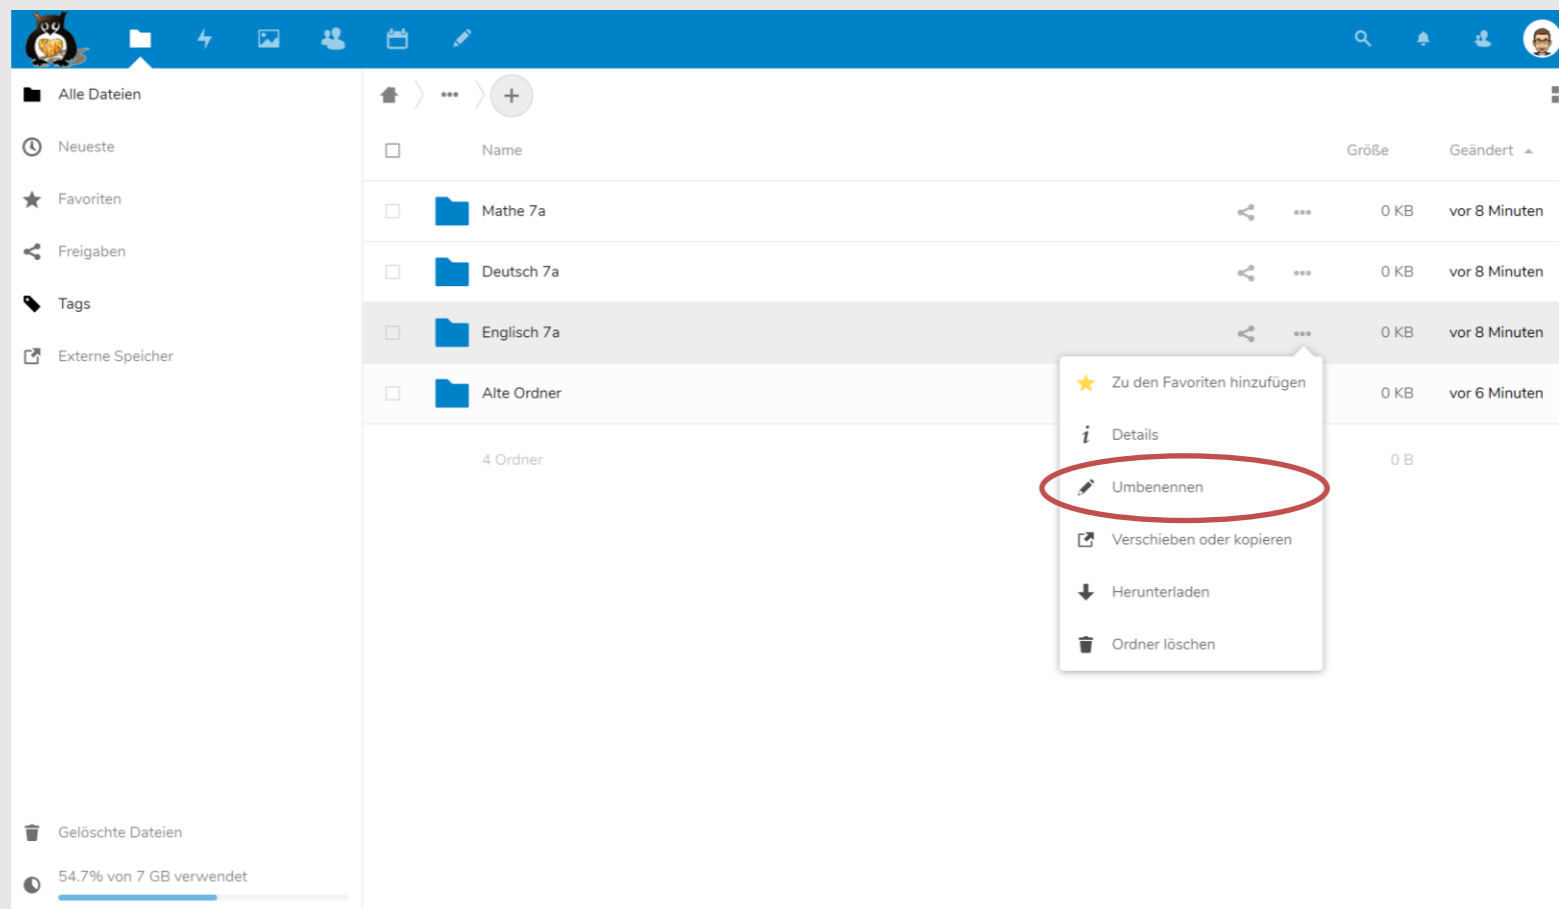 Alle Dateien
Neueste
Favoriten
Freigaben
Tags
Externe Speicher
Gelöschte Dateien
54.7% von 7 GB verwendet
Name Größe Geändert
Mathe 7a 0 KB vor 8 Minuten
Deutsch 7a 0 KB vor 8 Minuten
Englisch 7a 0 KB vor 8 Minuten
Alte Ordner 0 KB vor 6 Minuten
4 Ordner 0 B
Zu den Favoriten hinzufügen
Details
Umbenennen
Verschieben oder kopieren
Herunterladen
Ordner löschen